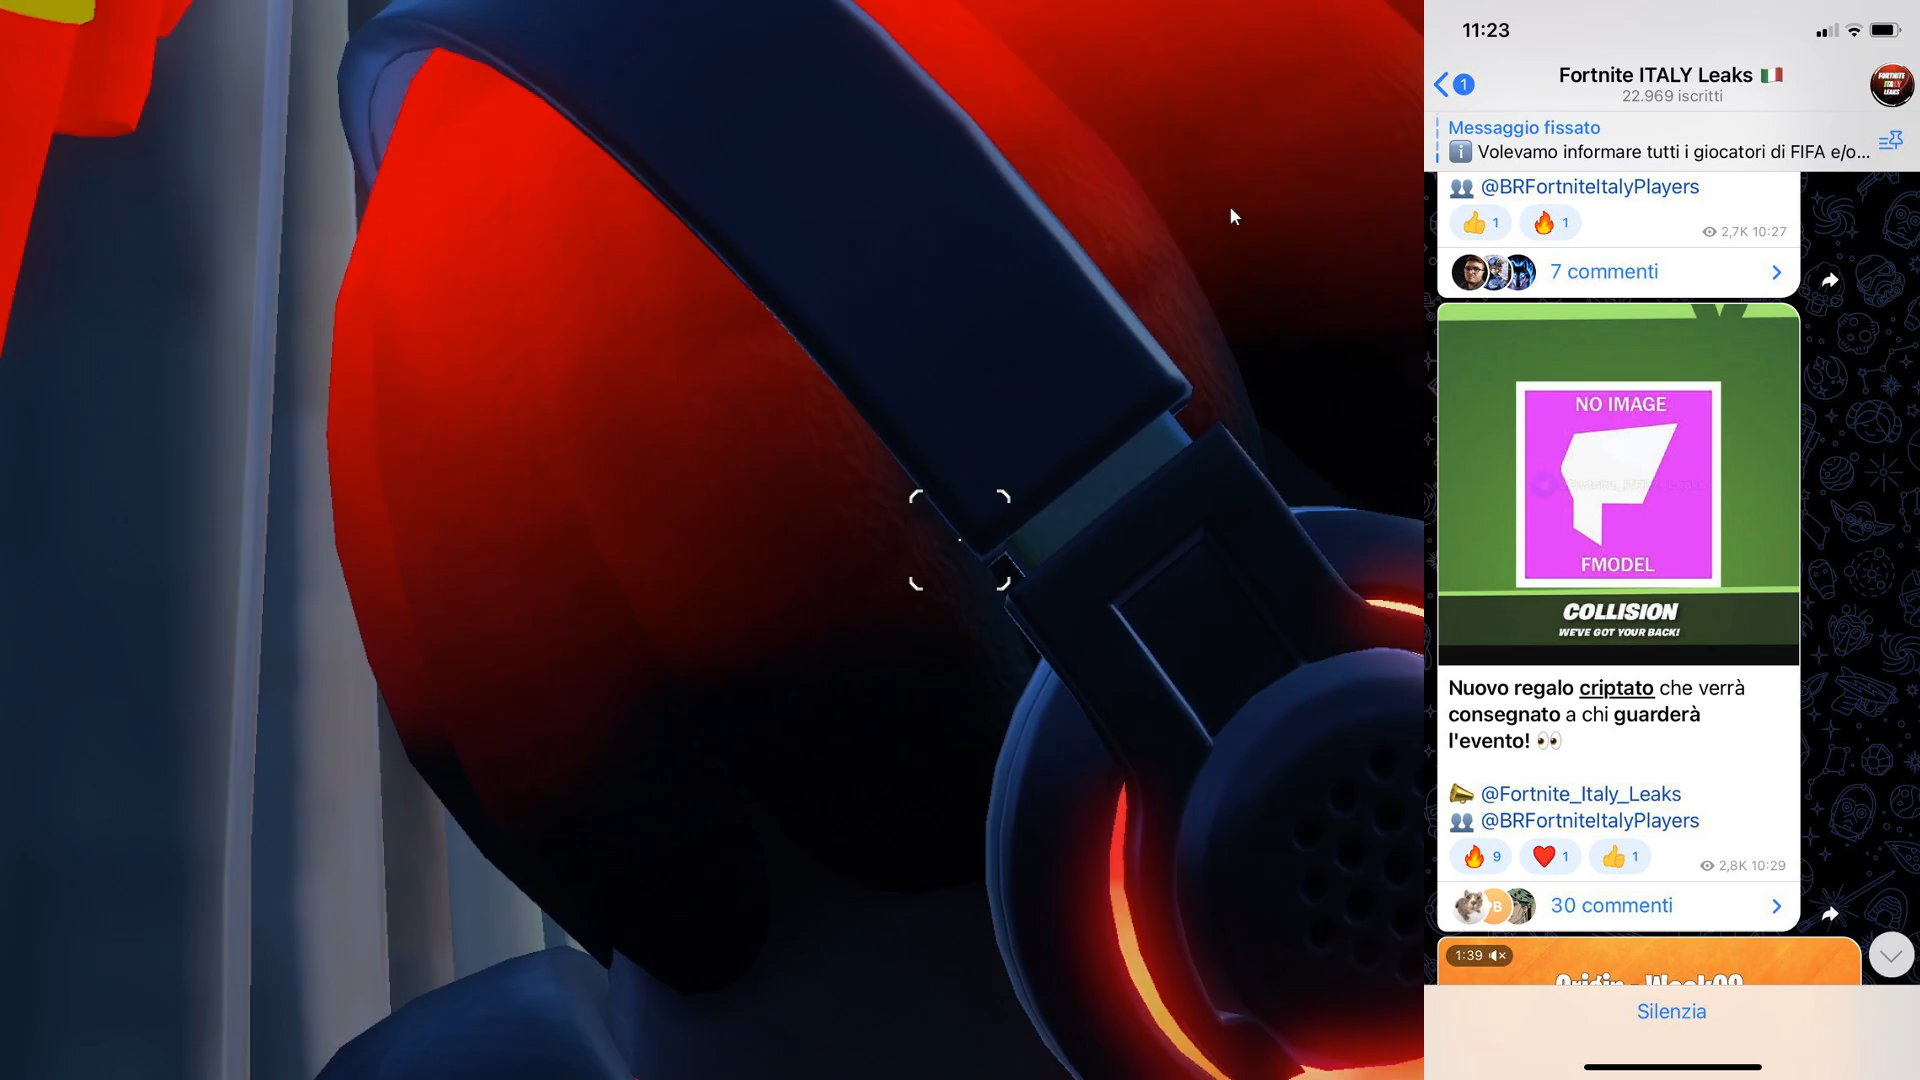 11:23
1
Fortnite ITALY Leaks 🇮🇹
22.969 iscritti
FORTNITE
ITALY
LEAKS
Messaggio fissato
ℹ️ Volevamo informare tutti i giocatori di FIFA e/o...
👥 @BRFortniteItalyPlayers
👍 1 🔥 1
2,7K 10:27
7 commenti
NO IMAGE
FMODEL
COLLISION
WE'VE GOT YOUR BACK!
Nuovo regalo criptato che verrà
consegnato a chi guarderà
l'evento! 👀
📣 @Fortnite_Italy_Leaks
👥 @BRFortniteItalyPlayers
🔥 9 ❤️ 1 👍 1
2,8K 10:29
B
30 commenti
1:39
Silenzia